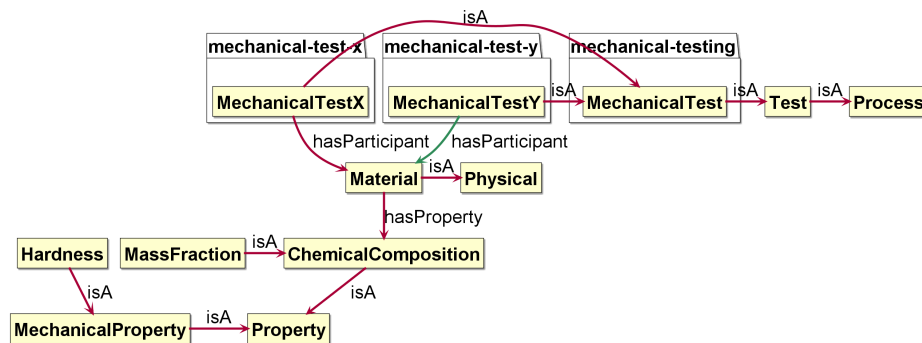 isA
mechanical-test-x
mechanical-test-y
mechanical-testing
MechanicalTestX
MechanicalTestY
isA
MechanicalTest
isA
Test
isA
Process
hasParticipant
hasParticipant
Material
isA
Physical
hasProperty
Hardness
MassFraction
isA
ChemicalComposition
isA
isA
MechanicalProperty
isA
Property